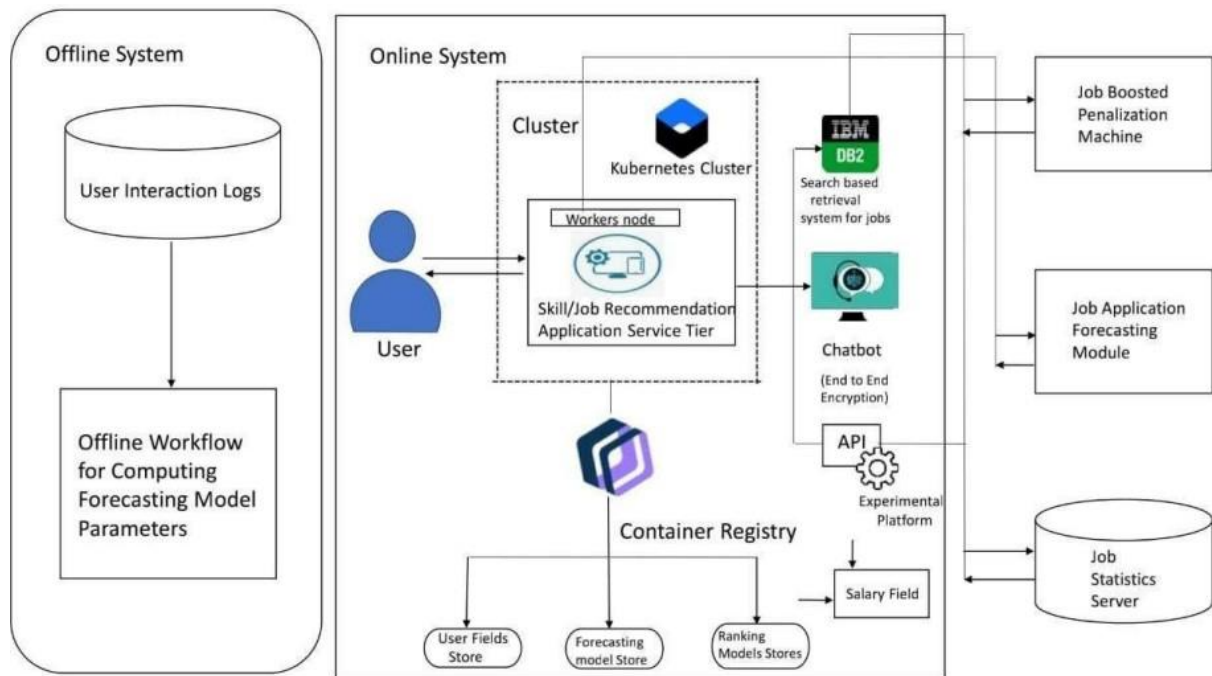 Offline System
User Interaction Logs
Offline Workflow
for Computing
Forecasting Model
Parameters
Online System
Cluster
Kubernetes Cluster
Workers node
Skill/Job Recommendation
Application Service Tier
User
Container Registry
User Fields
Store
Forecasting
model Store
Ranking
Models Stores
IBM
DB2
Search based
retrieval
system for jobs
Chatbot
(End to End
Encryption)
API
Experimental
Platform
Salary Field
Job Boosted
Penalization
Machine
Job Application
Forecasting
Module
Job
Statistics
Server